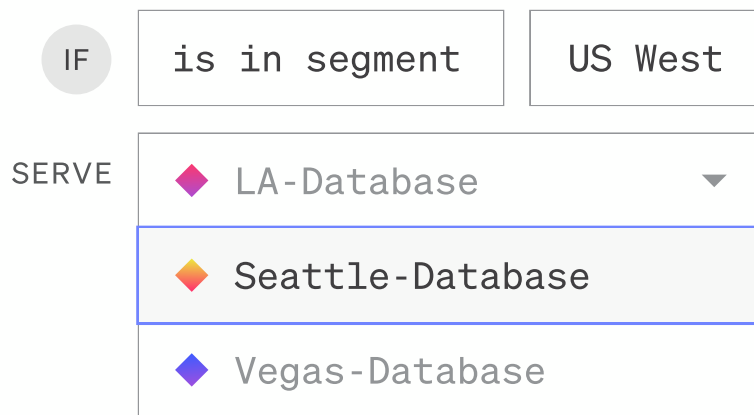 IF is in segment US West
SERVE LA-Database
Seattle-Database
Vegas-Database